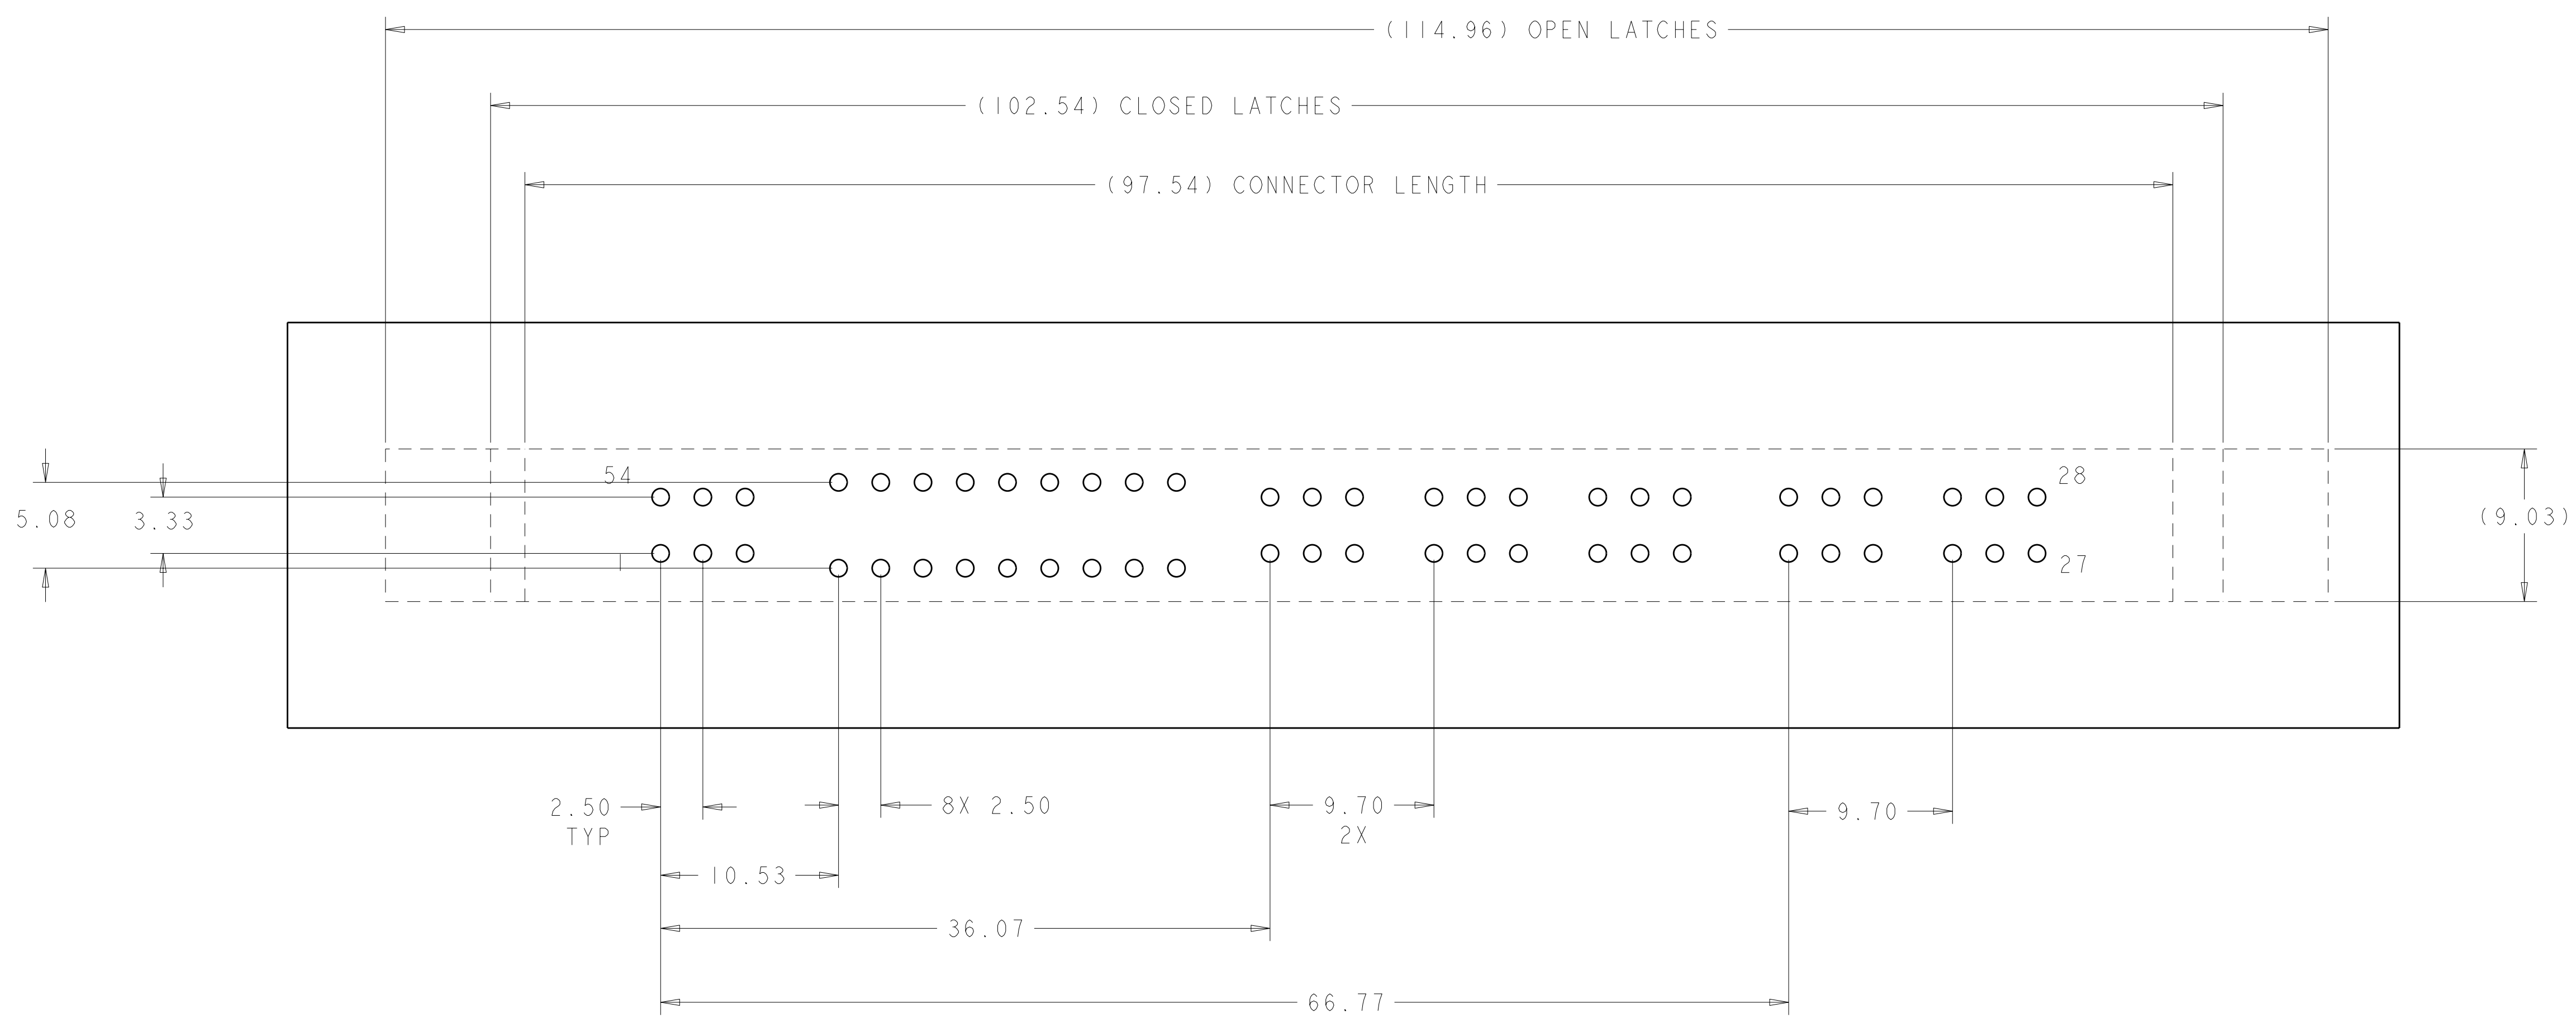 (114.96) OPEN LATCHES
(102.54) CLOSED LATCHES
(97.54) CONNECTOR LENGTH
54
28
5.08
3.33
(9.03)
1
27
2.50
TYP
8X 2.50
9.70
2X
9.70
10.53
36.07
66.77